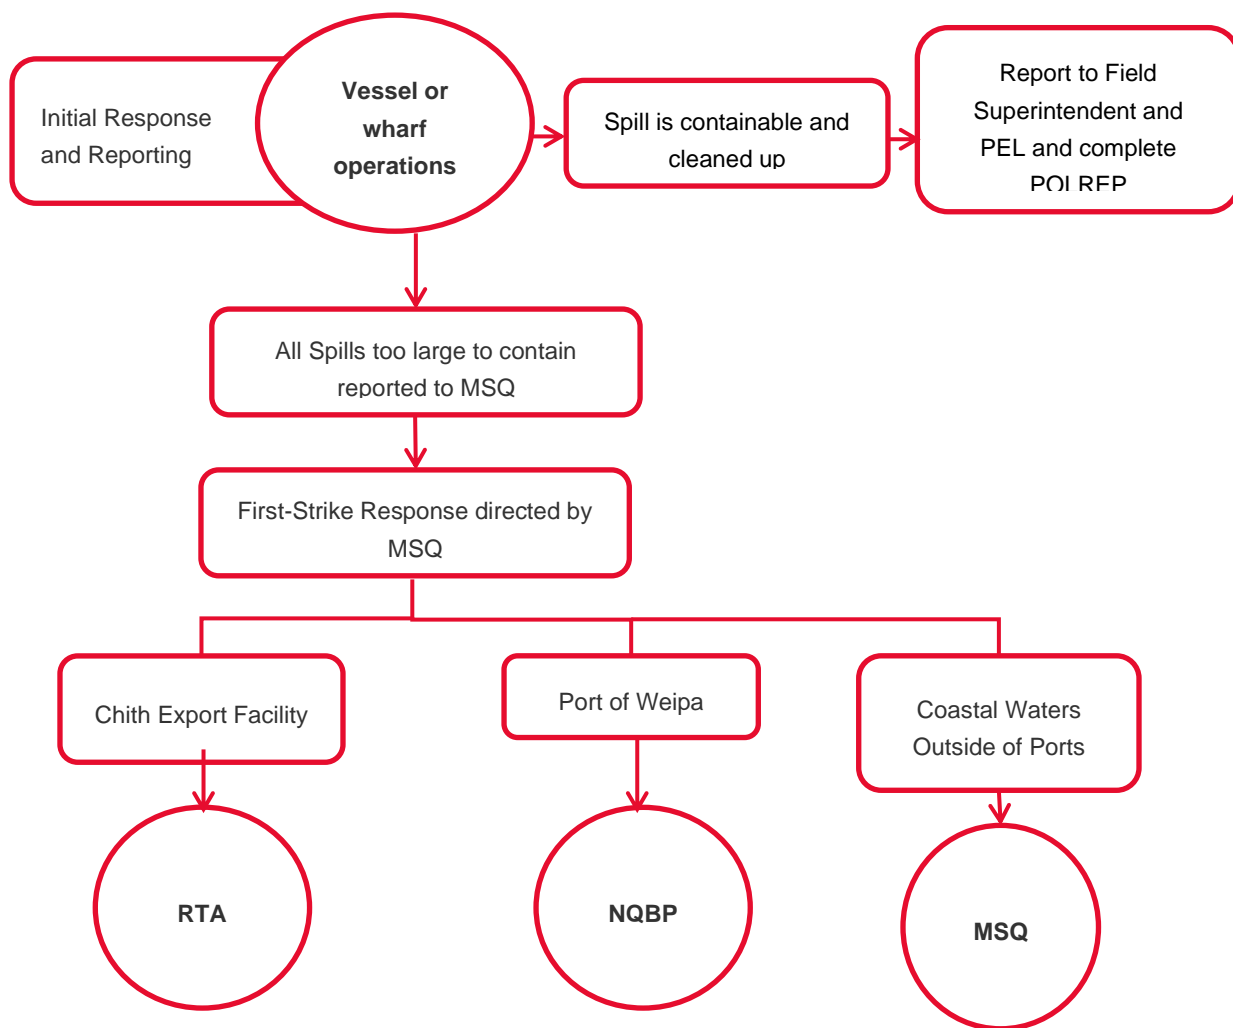 Initial Response
and Reporting
Vessel or
wharf
operations
Spill is containable and
cleaned up
Report to Field
Superintendent and
PEL and complete
POLREP
All Spills too large to contain
reported to MSQ
First-Strike Response directed by
MSQ
Chith Export Facility
Port of Weipa
Coastal Waters
Outside of Ports
RTA
NQBP
MSQ